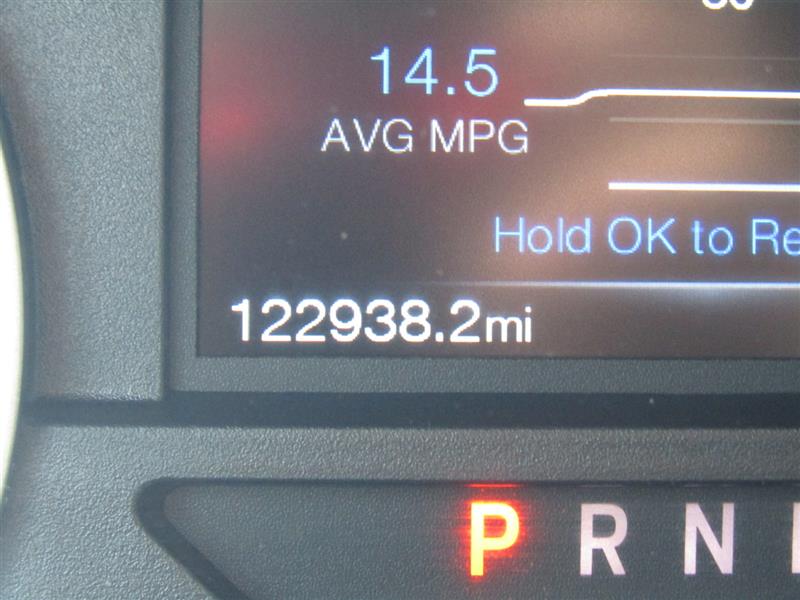 14.5
AVG MPG
Hold OK to Re
122938.2mi
P R N